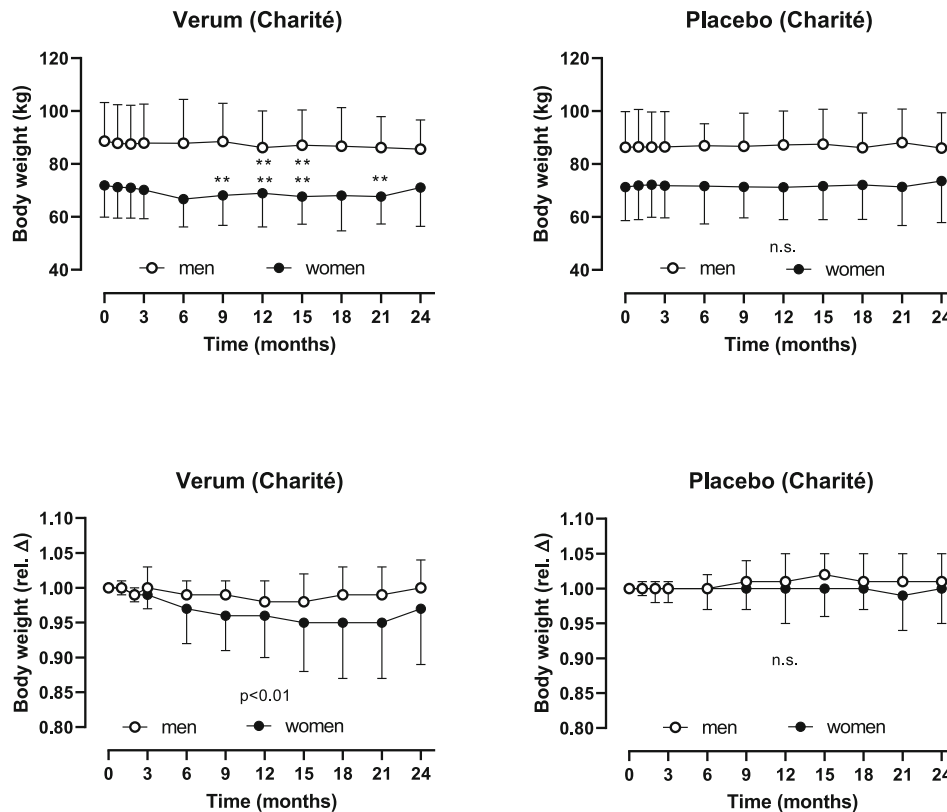 Verum (Charité)
Body weight (kg)
120
100
80
60
40
**
**
**
**
**
**
men
women
0 3 6 9 12 15 18 21 24
Time (months)
Placebo (Charité)
Body weight (kg)
120
100
80
60
40
n.s.
men
women
0 3 6 9 12 15 18 21 24
Time (months)
Verum (Charité)
Body weight (rel. Δ)
1.10
1.05
1.00
0.95
0.90
0.85
0.80
p<0.01
men
women
0 3 6 9 12 15 18 21 24
Time (months)
Placebo (Charité)
Body weight (rel. Δ)
1.10
1.05
1.00
0.95
0.90
0.85
0.80
n.s.
men
women
0 3 6 9 12 15 18 21 24
Time (months)